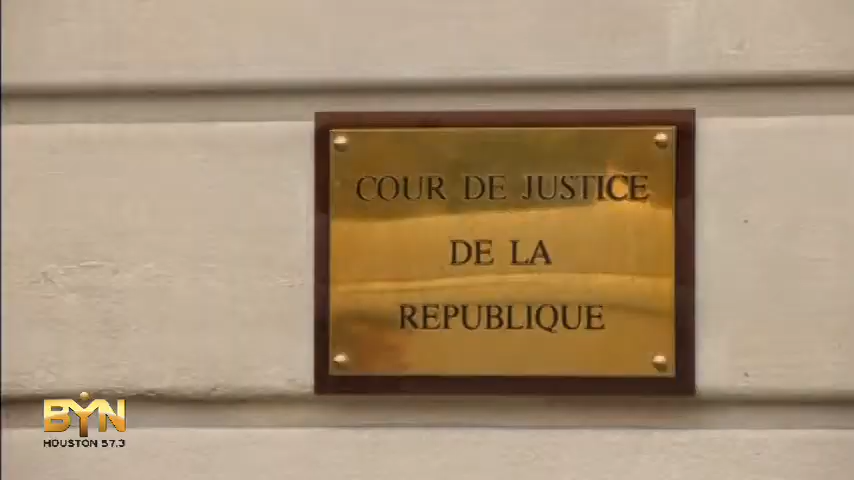 COUR DE JUSTICE
DE LA
REPUBLIQUE
BYN
HOUSTON 57.3